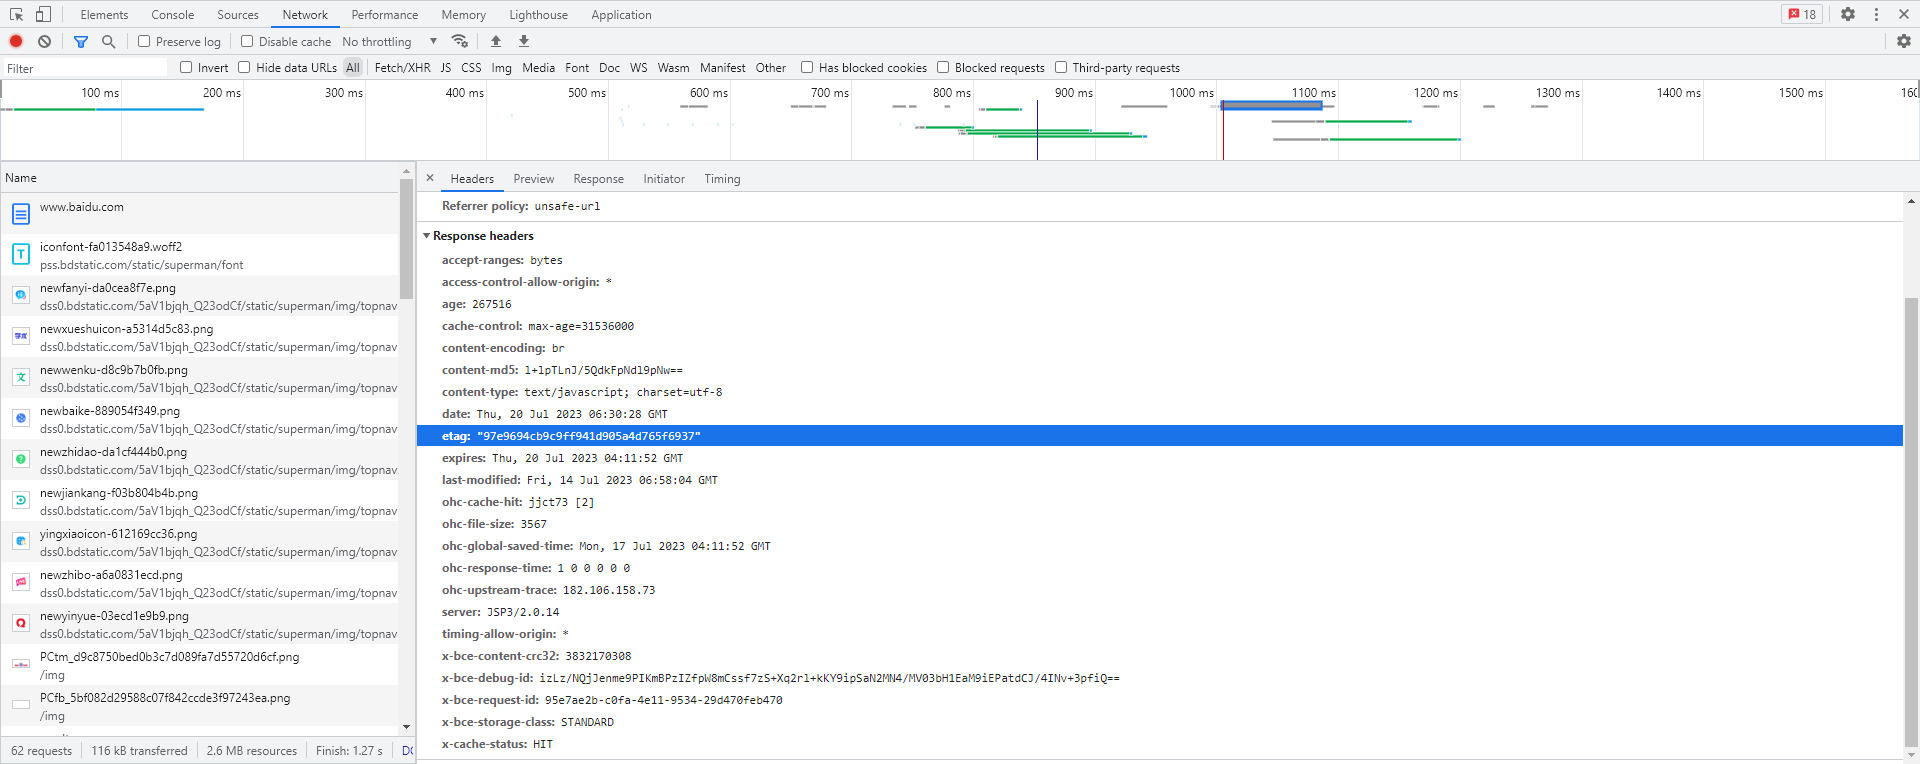 Elements Console Sources Network Performance Memory Lighthouse Application 18
Preserve log Disable cache No throttling
Filter Invert Hide data URLs All Fetch/XHR JS CSS Img Media Font Doc WS Wasm Manifest Other Has blocked cookies Blocked requests Third-party requests
100 ms 200 ms 300 ms 400 ms 500 ms 600 ms 700 ms 800 ms 900 ms 1000 ms 1100 ms 1200 ms 1300 ms 1400 ms 1500 ms 160
Name
www.baidu.com
iconfont-fa013548a9.woff2
pss.bdstatic.com/static/superman/font
newfanyi-da0cea8f7e.png
dss0.bdstatic.com/5aV1bjqh_Q23odCf/static/superman/img/topnav
newxueshuicon-a5314d5c83.png
dss0.bdstatic.com/5aV1bjqh_Q23odCf/static/superman/img/topnav
newwenku-d8c9b7b0fb.png
dss0.bdstatic.com/5aV1bjqh_Q23odCf/static/superman/img/topnav
newbaike-889054f349.png
dss0.bdstatic.com/5aV1bjqh_Q23odCf/static/superman/img/topnav
newzhidao-da1cf444b0.png
dss0.bdstatic.com/5aV1bjqh_Q23odCf/static/superman/img/topnav
newjiankang-f03b804b4b.png
dss0.bdstatic.com/5aV1bjqh_Q23odCf/static/superman/img/topnav
yingxiaoicon-612169cc36.png
dss0.bdstatic.com/5aV1bjqh_Q23odCf/static/superman/img/topnav
newzhibo-a6a0831ecd.png
dss0.bdstatic.com/5aV1bjqh_Q23odCf/static/superman/img/topnav
newyinyue-03ecd1e9b9.png
dss0.bdstatic.com/5aV1bjqh_Q23odCf/static/superman/img/topnav
PCtm_d9c8750bed0b3c7d089fa7d55720d6cf.png
/img
PCfb_5bf082d29588c07f842ccde3f97243ea.png
/img
62 requests 116 kB transferred 2.6 MB resources Finish: 1.27 s DC
Headers Preview Response Initiator Timing
Referrer policy: unsafe-url
Response headers
accept-ranges: bytes
access-control-allow-origin: *
age: 267516
cache-control: max-age=31536000
content-encoding: br
content-md5: l+lpTLnJ/5QdkFpNdl9pNw==
content-type: text/javascript; charset=utf-8
date: Thu, 20 Jul 2023 06:30:28 GMT
etag: "97e9694cb9c9ff941d905a4d765f6937"
expires: Thu, 20 Jul 2023 04:11:52 GMT
last-modified: Fri, 14 Jul 2023 06:58:04 GMT
ohc-cache-hit: jjct73 [2]
ohc-file-size: 3567
ohc-global-saved-time: Mon, 17 Jul 2023 04:11:52 GMT
ohc-response-time: 1 0 0 0 0 0
ohc-upstream-trace: 182.106.158.73
server: JSP3/2.0.14
timing-allow-origin: *
x-bce-content-crc32: 3832170308
x-bce-debug-id: izLz/NQjJenme9PIKmBPzIZfpW8mCssf7zS+Xq2rl+kKY9ipSaN2MN4/MV03bH1EaM9iEPatdCJ/4INv+3pfiQ==
x-bce-request-id: 95e7ae2b-c0fa-4e11-9534-29d470feb470
x-bce-storage-class: STANDARD
x-cache-status: HIT